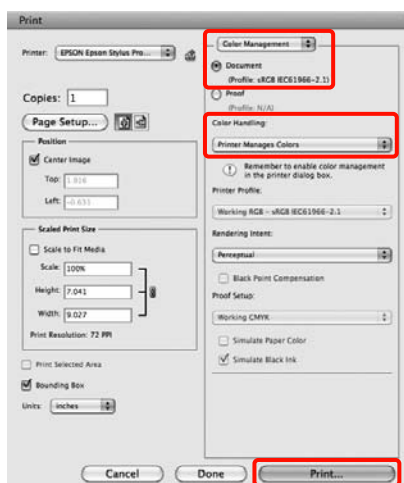 Print
Printer: EPSON Epson Stylus Pro...
Copies: 1
Page Setup...
Position
Center Image
Top: 1.916
Left: -0.631
Scaled Print Size
Scale to Fit Media
Scale: 100%
Height: 7.041
Width: 9.027
Print Resolution: 72 PPI
Print Selected Area
Bounding Box
Units: inches
Color Management
Document
(Profile: sRGB IEC61966-2.1)
Proof
(Profile: N/A)
Color Handling:
Printer Manages Colors
Remember to enable color management
in the printer dialog box.
Printer Profile:
Working RGB - sRGB IEC61966-2.1
Rendering Intent:
Perceptual
Black Point Compensation
Proof Setup:
Working CMYK
Simulate Paper Color
Simulate Black Ink
Cancel
Done
Print...